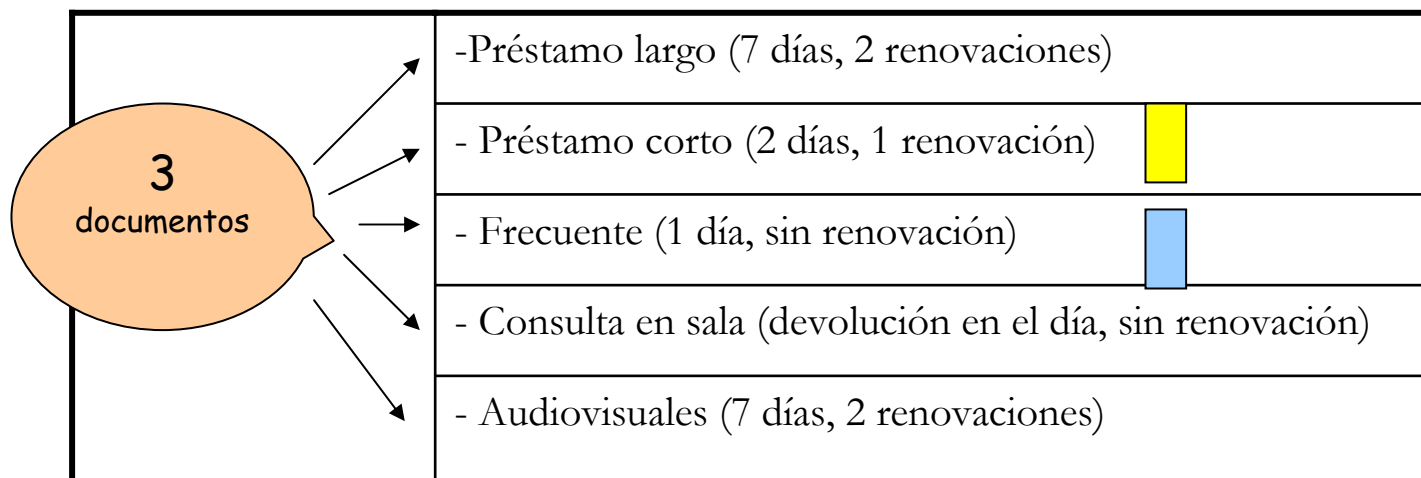 3
documentos
-Préstamo largo (7 días, 2 renovaciones)
- Préstamo corto (2 días, 1 renovación)
- Frecuente (1 día, sin renovación)
- Consulta en sala (devolución en el día, sin renovación)
- Audiovisuales (7 días, 2 renovaciones)